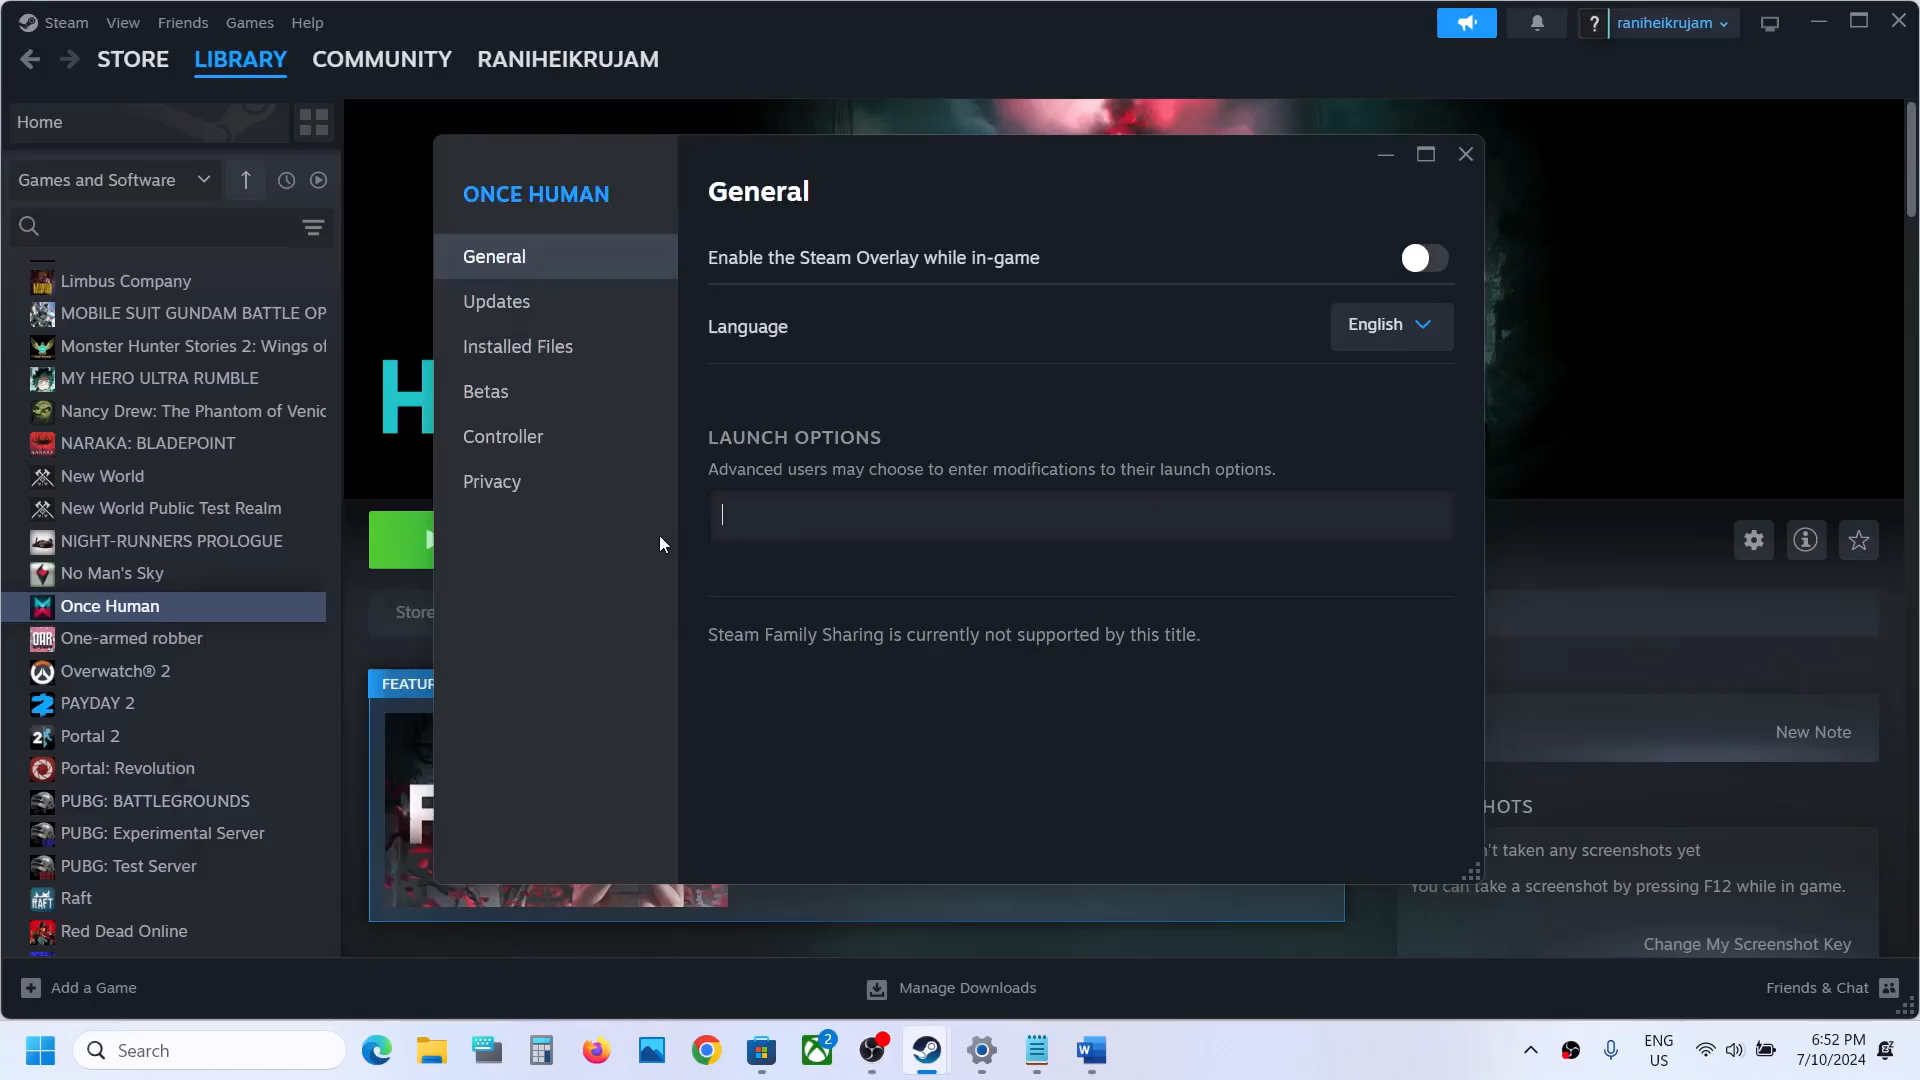 Steam View Friends Games Help
? raniheikrujam
STORE LIBRARY COMMUNITY RANIHEIKRUJAM
Home
Games and Software
Limbus Company
MOBILE SUIT GUNDAM BATTLE OP
Monster Hunter Stories 2: Wings of
MY HERO ULTRA RUMBLE
Nancy Drew: The Phantom of Venic
NARAKA: BLADEPOINT
New World
New World Public Test Realm
NIGHT-RUNNERS PROLOGUE
No Man's Sky
Once Human
One-armed robber
Overwatch® 2
PAYDAY 2
Portal 2
Portal: Revolution
PUBG: BATTLEGROUNDS
PUBG: Experimental Server
PUBG: Test Server
Raft
Red Dead Online
H
Store
FEATUR
F
ONCE HUMAN
General
Updates
Installed Files
Betas
Controller
Privacy
General
Enable the Steam Overlay while in-game
Language English
LAUNCH OPTIONS
Advanced users may choose to enter modifications to their launch options.
Steam Family Sharing is currently not supported by this title.
New Note
HOTS
n't taken any screenshots yet
You can take a screenshot by pressing F12 while in game.
Change My Screenshot Key
Add a Game Manage Downloads Friends & Chat
Search
2
ENG
US
6:52 PM
7/10/2024